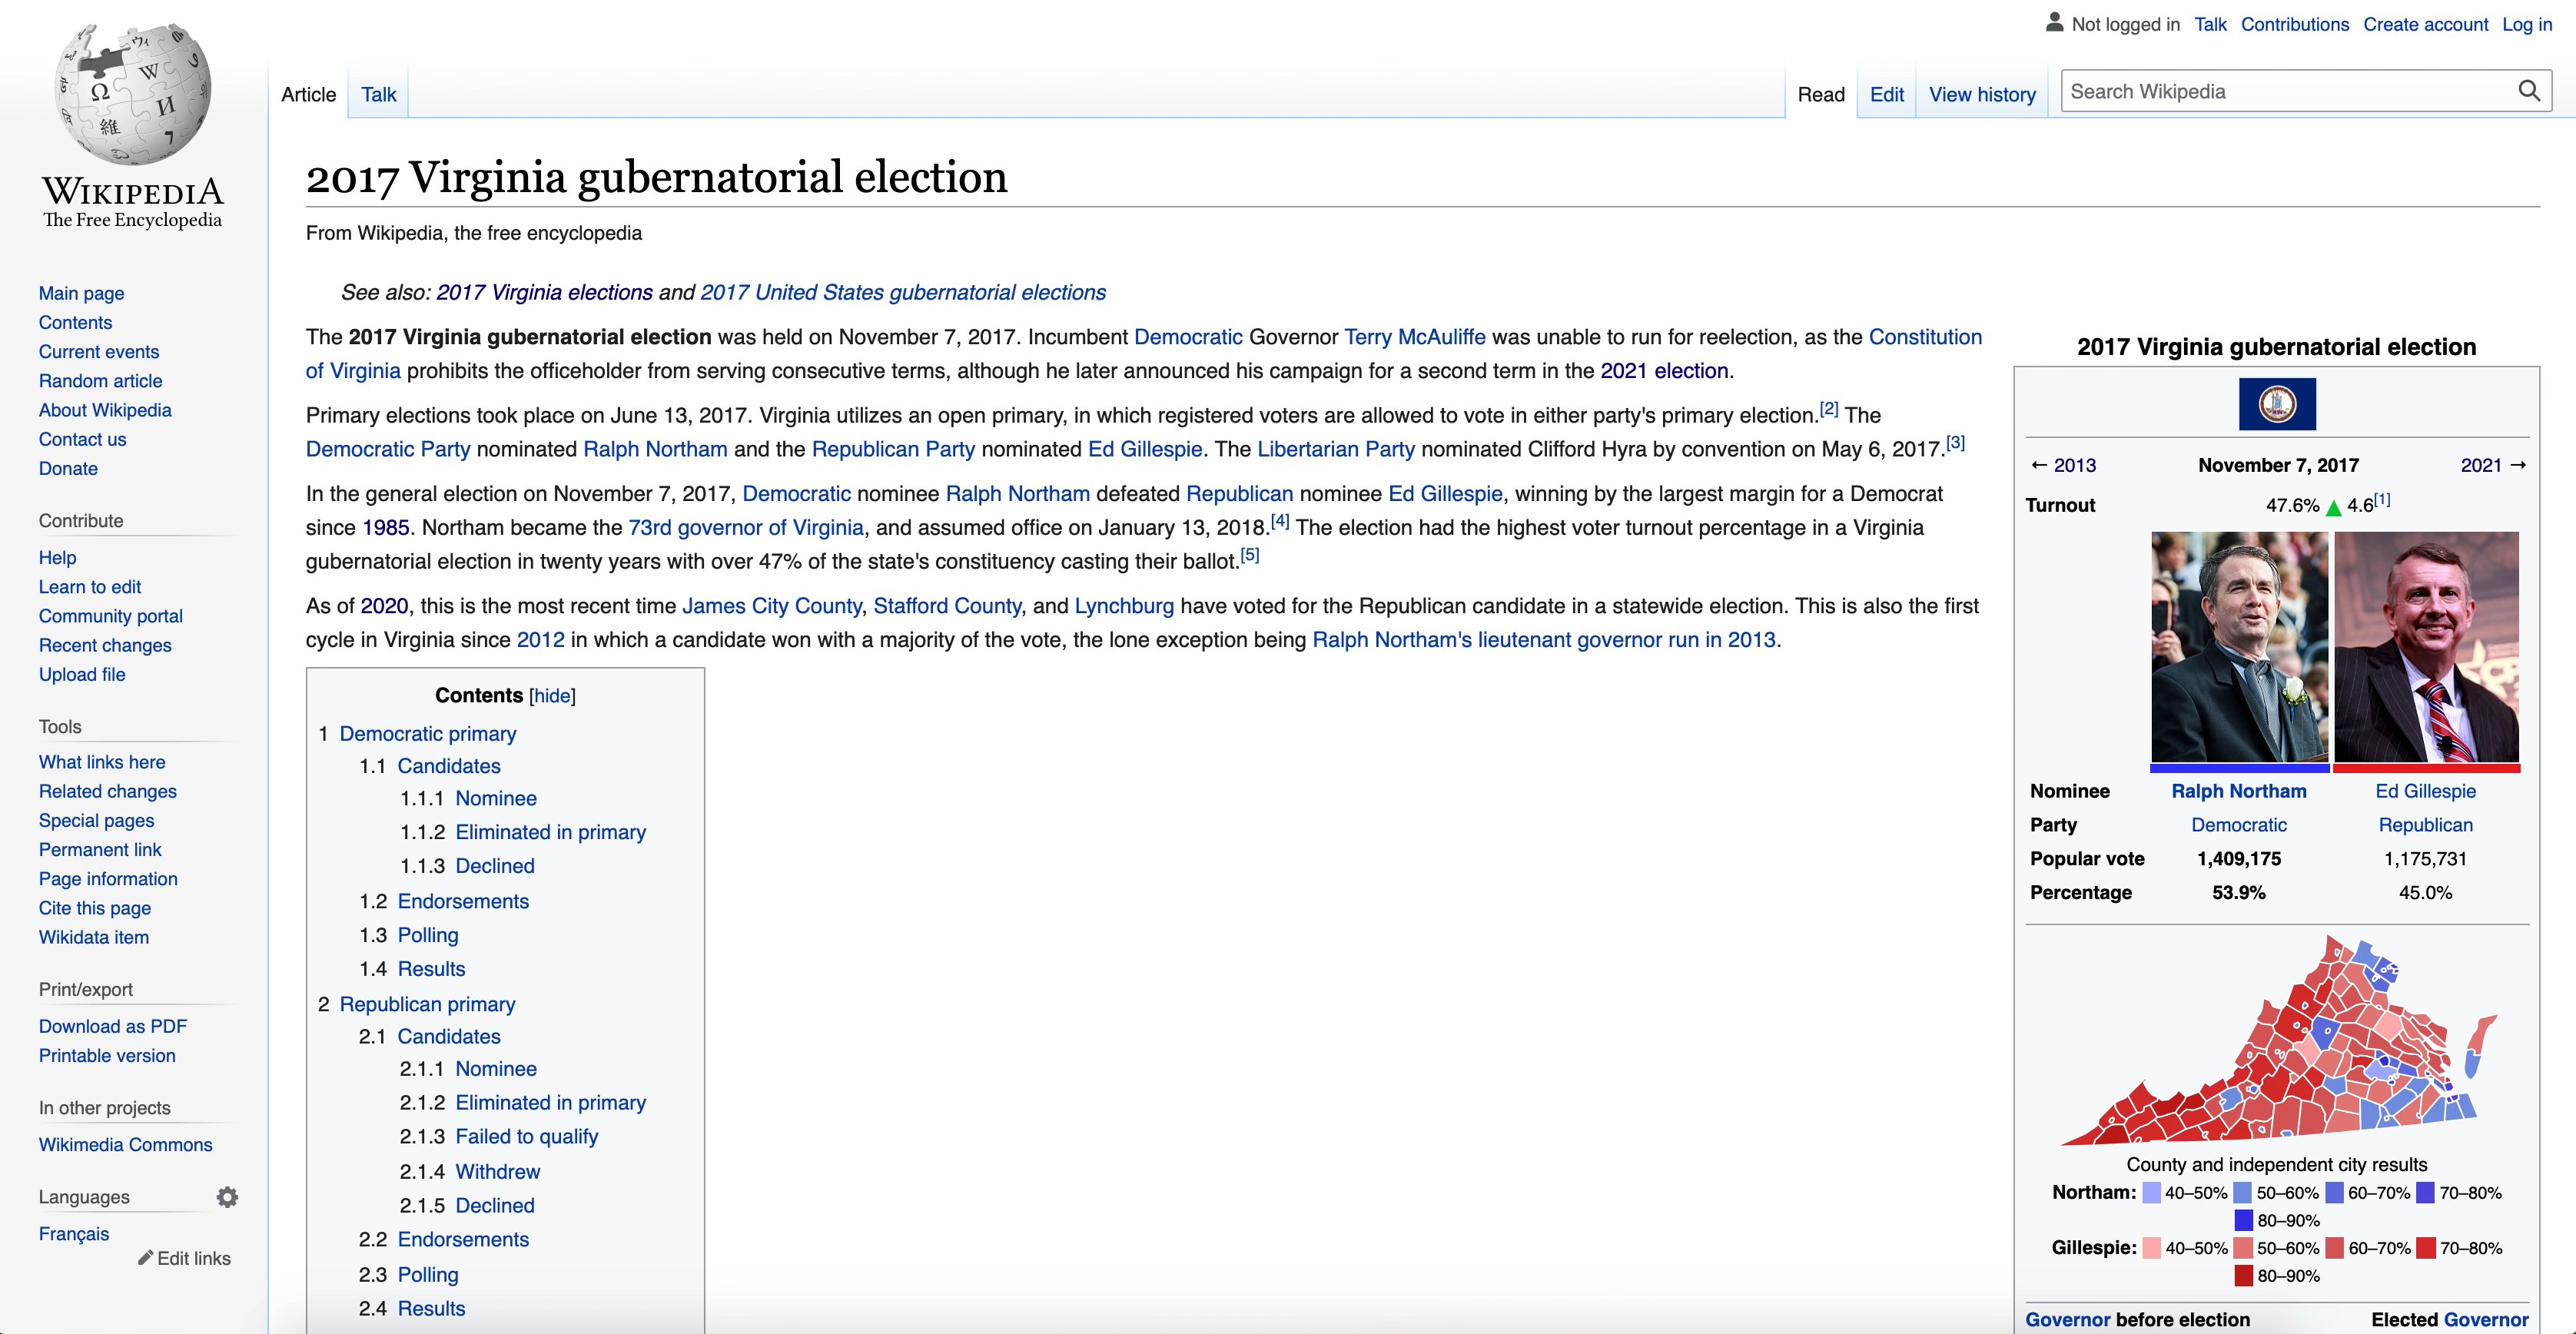 Not logged in Talk Contributions Create account Log in
Article Talk
Read Edit View history Search Wikipedia
WIKIPEDIA
The Free Encyclopedia
Main page
Contents
Current events
Random article
About Wikipedia
Contact us
Donate
Contribute
Help
Learn to edit
Community portal
Recent changes
Upload file
Tools
What links here
Related changes
Special pages
Permanent link
Page information
Cite this page
Wikidata item
Print/export
Download as PDF
Printable version
In other projects
Wikimedia Commons
Languages
Français
Edit links
2017 Virginia gubernatorial election
From Wikipedia, the free encyclopedia
See also: 2017 Virginia elections and 2017 United States gubernatorial elections
The 2017 Virginia gubernatorial election was held on November 7, 2017. Incumbent Democratic Governor Terry McAuliffe was unable to run for reelection, as the Constitution
of Virginia prohibits the officeholder from serving consecutive terms, although he later announced his campaign for a second term in the 2021 election.
Primary elections took place on June 13, 2017. Virginia utilizes an open primary, in which registered voters are allowed to vote in either party's primary election.[2] The
Democratic Party nominated Ralph Northam and the Republican Party nominated Ed Gillespie. The Libertarian Party nominated Clifford Hyra by convention on May 6, 2017.[3]
In the general election on November 7, 2017, Democratic nominee Ralph Northam defeated Republican nominee Ed Gillespie, winning by the largest margin for a Democrat
since 1985. Northam became the 73rd governor of Virginia, and assumed office on January 13, 2018.[4] The election had the highest voter turnout percentage in a Virginia
gubernatorial election in twenty years with over 47% of the state's constituency casting their ballot.[5]
As of 2020, this is the most recent time James City County, Stafford County, and Lynchburg have voted for the Republican candidate in a statewide election. This is also the first
cycle in Virginia since 2012 in which a candidate won with a majority of the vote, the lone exception being Ralph Northam's lieutenant governor run in 2013.
Contents [hide]
1 Democratic primary
1.1 Candidates
1.1.1 Nominee
1.1.2 Eliminated in primary
1.1.3 Declined
1.2 Endorsements
1.3 Polling
1.4 Results
2 Republican primary
2.1 Candidates
2.1.1 Nominee
2.1.2 Eliminated in primary
2.1.3 Failed to qualify
2.1.4 Withdrew
2.1.5 Declined
2.2 Endorsements
2.3 Polling
2.4 Results
2017 Virginia gubernatorial election
← 2013 November 7, 2017 2021 →
Turnout 47.6% ▲ 4.6[1]
Nominee Ralph Northam Ed Gillespie
Party Democratic Republican
Popular vote 1,409,175 1,175,731
Percentage 53.9% 45.0%
County and independent city results
Northam: 40–50% 50–60% 60–70% 70–80%
80–90%
Gillespie: 40–50% 50–60% 60–70% 70–80%
80–90%
Governor before election Elected Governor